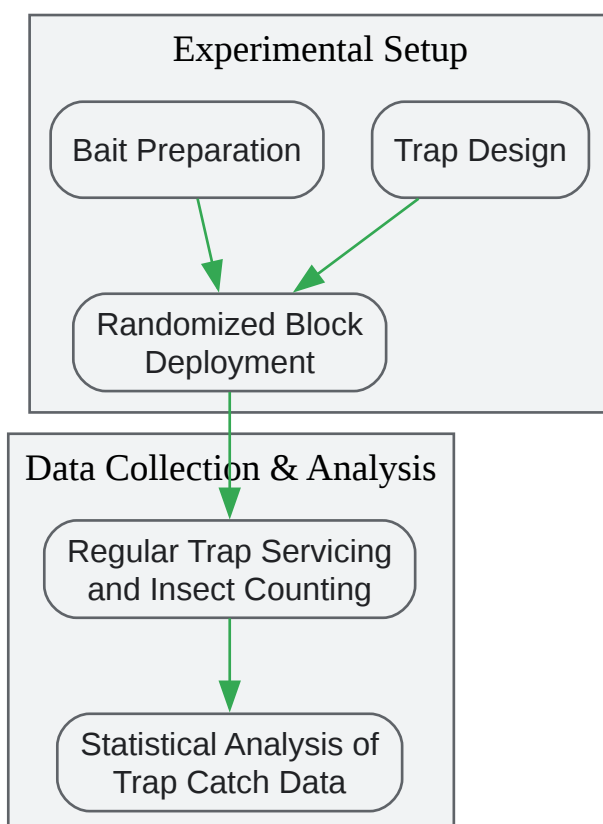 Experimental Setup
Bait Preparation
Trap Design
Randomized Block
Deployment
Data Collection & Analysis
Regular Trap Servicing
and Insect Counting
Statistical Analysis of
Trap Catch Data